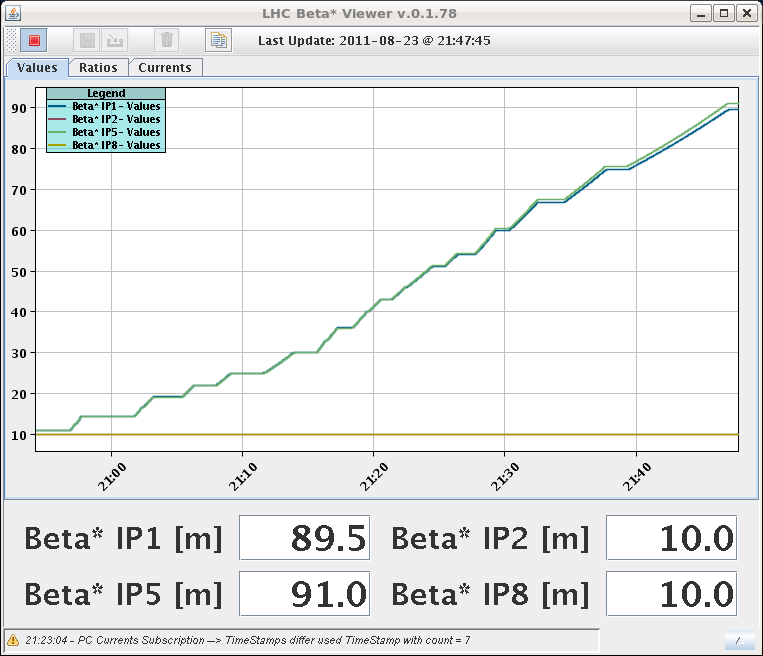 LHC Beta* Viewer v.0.1.78
Last Update: 2011-08-23 @ 21:47:45
Values Ratios Currents
Legend
Beta* IP1 - Values
Beta* IP2 - Values
Beta* IP5 - Values
Beta* IP8 - Values
90
80
70
60
50
40
30
20
10
21:00 21:10 21:20 21:30 21:40
Beta* IP1 [m] 89.5 Beta* IP2 [m] 10.0
Beta* IP5 [m] 91.0 Beta* IP8 [m] 10.0
21:23:04 - PC Currents Subscription --> TimeStamps differ used TimeStamp with count = 7